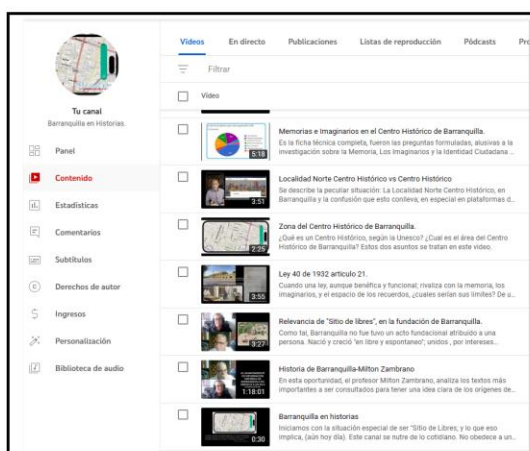 Vídeos En directo Publicaciones Listas de reproducción Pódcasts
Filtrar
Vídeo
Tu canal
Barranquilla en Historias.
Panel
Contenido
Estadísticas
Comentarios
Subtítulos
Derechos de autor
Ingresos
Personalización
Biblioteca de audio
5:18
Memorias e Imaginarios en el Centro Histórico de Barranquilla.
Es la ficha técnica completa, fueron las preguntas formuladas, alusivas a la
investigación sobre la Memoria, Los Imaginarios y la Identidad Ciudadana ...
3:51
Localidad Norte Centro Histórico vs Centro Histórico
Se describe la peculiar situación: La Localidad Norte Centro Histórico, en
Barranquilla y la confusión que esto conlleva; en especial en plataformas d...
2:25
Zona del Centro Histórico de Barranquilla.
¿Qué es un Centro Histórico, según la Unesco? ¿Cual es el área del Centro
Histórico de Barranquilla? Estos dos asuntos se tratan en este video.
3:55
Ley 40 de 1932 articulo 21.
Cuando una ley, aunque benéfica y functional; rivaliza con la memoria, los
imaginarios, y el espacio de los recuerdos, ¿cuales serían sus limites? De u...
3:27
Relevancia de "Sitio de libres", en la fundación de Barranquilla.
Como tal, Barranquilla no fue tuvo un acto fundacional atribuido a una
persona. Nació y creció "en libre y espontaneo"; unidos , por intereses...
1:18:01
Historia de Barranquilla-Milton Zambrano
En esta oportunidad, el profesor Milton Zambrano, analiza los textos más
importantes a ser consultados para tener una idea clara de los orígenes de...
0:30
Barranquilla en historias
Iniciamos con la situación especial de ser "Sitio de Libres; y lo que eso
implica, (aún hoy día). Este canal se nutre de lo cotidiano. No obedece a un...